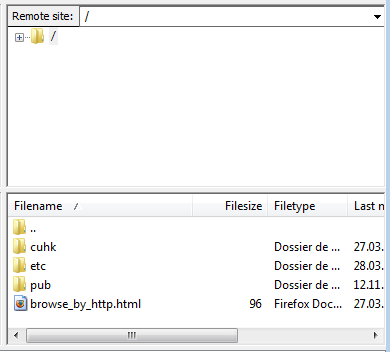 Remote site: /
/
Filename / Filesize Filetype Last
..
cuhk Dossier de ... 27.03.
etc Dossier de ... 28.03.
pub Dossier de ... 12.11.
browse_by_http.html 96 Firefox Doc... 27.03.